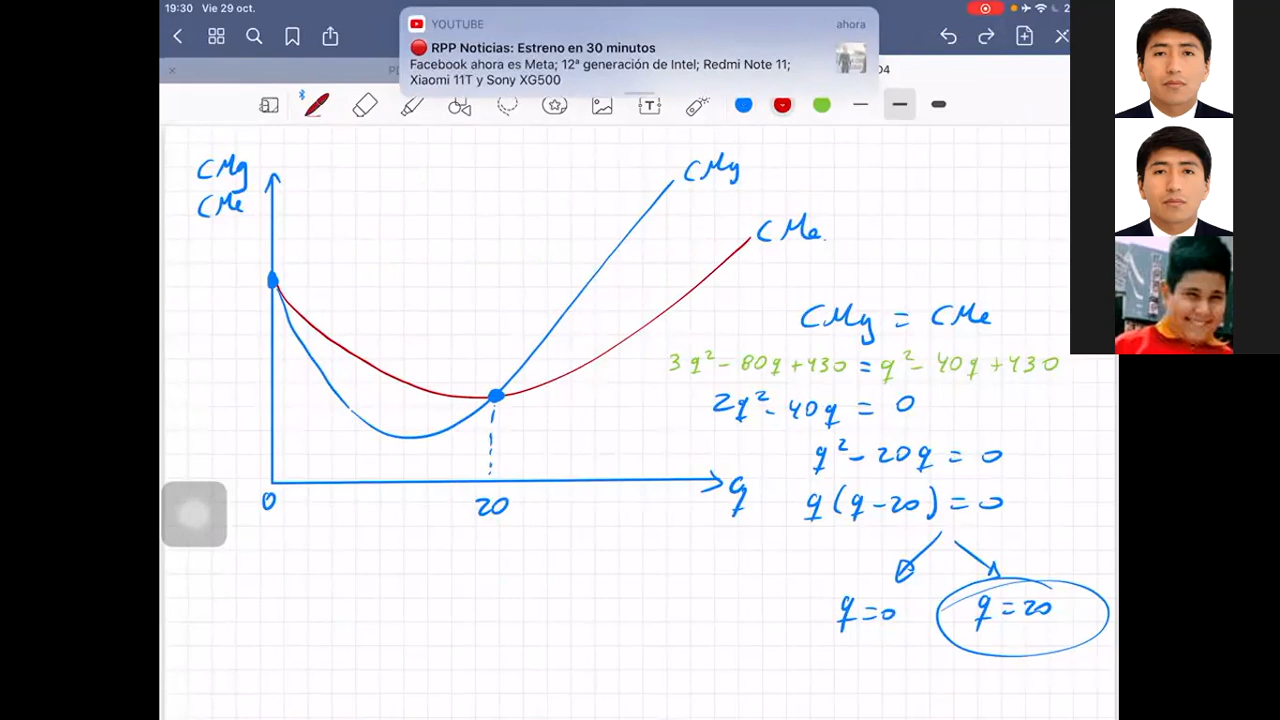 19:30 Vie 29 oct.
YOUTUBE
ahora
RPP Noticias: Estreno en 30 minutos
Facebook ahora es Meta; 12ª generación de Intel; Redmi Note 11;
Xiaomi 11T y Sony XG500
CMg
CMe
CMg
CMe
CMg = CMe
3q² - 80q + 430 = q² - 40q + 430
2q² - 40q = 0
q² - 20q = 0
q(q - 20) = 0
0
20
q
q = 0
q = 20